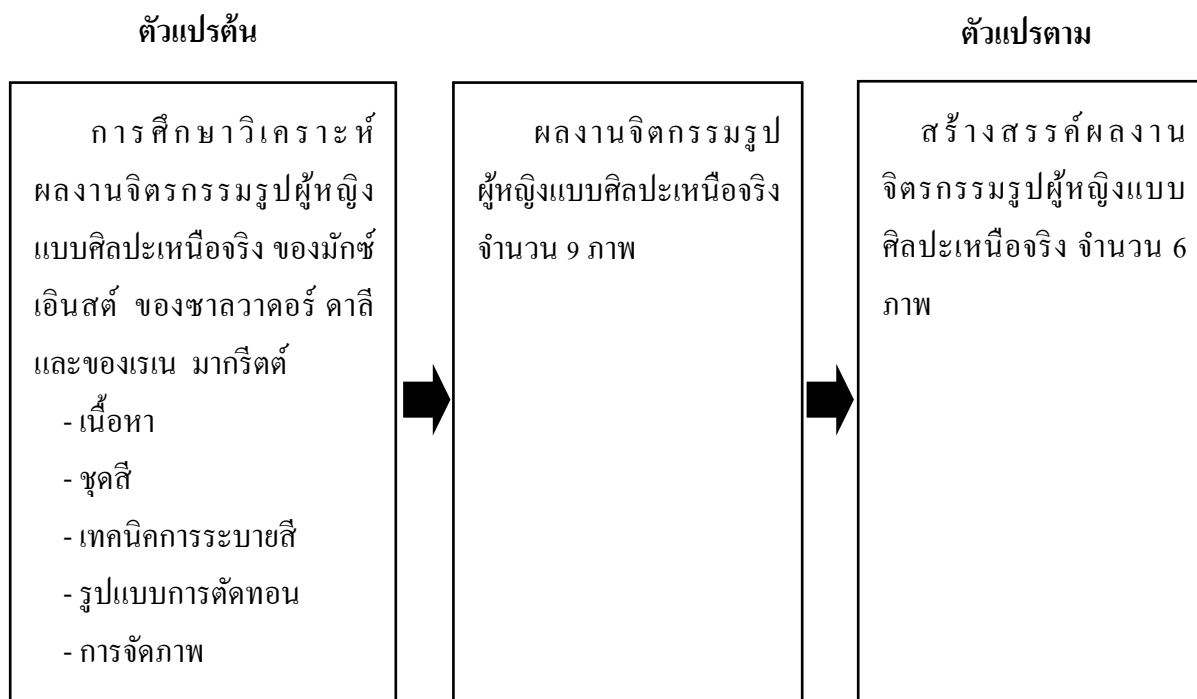 ตัวแปรต้น
ตัวแปรตาม
การศึกษาวิเคราะห์
ผลงานจิตรกรรมรูปผู้หญิง
แบบศิลปะเหนือจริง ของมักซ์
เอินสต์ ของซาลวาดอร์ ดาลี
และของเรเน มากรีตต์
- เนื้อหา
- ชุดสี
- เทคนิคการระบายสี
- รูปแบบการตัดทอน
- การจัดภาพ
ผลงานจิตกรรมรูป
ผู้หญิงแบบศิลปะเหนือจริง
จำนวน 9 ภาพ
สร้างสรรค์ผลงาน
จิตรกรรมรูปผู้หญิงแบบ
ศิลปะเหนือจริง จำนวน 6
ภาพ